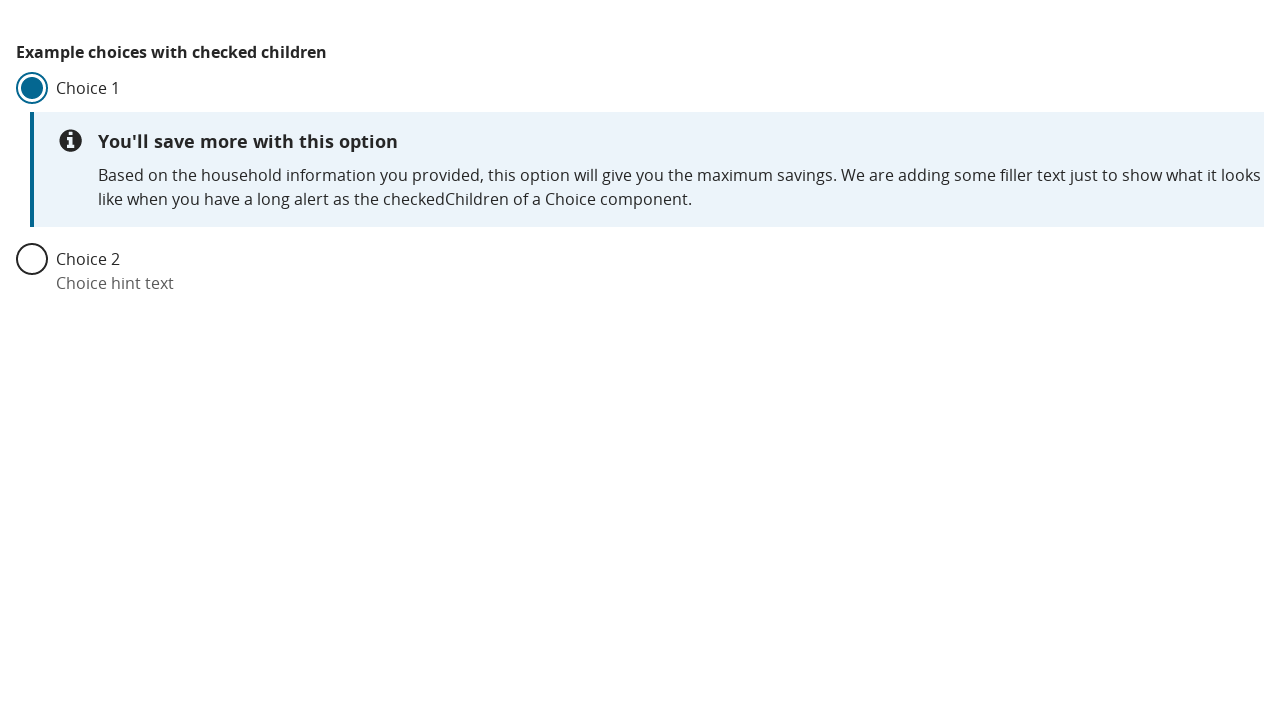 Example choices with checked children
Choice 1
You'll save more with this option
Based on the household information you provided, this option will give you the maximum savings. We are adding some filler text just to show what it looks
like when you have a long alert as the checkedChildren of a Choice component.
Choice 2
Choice hint text